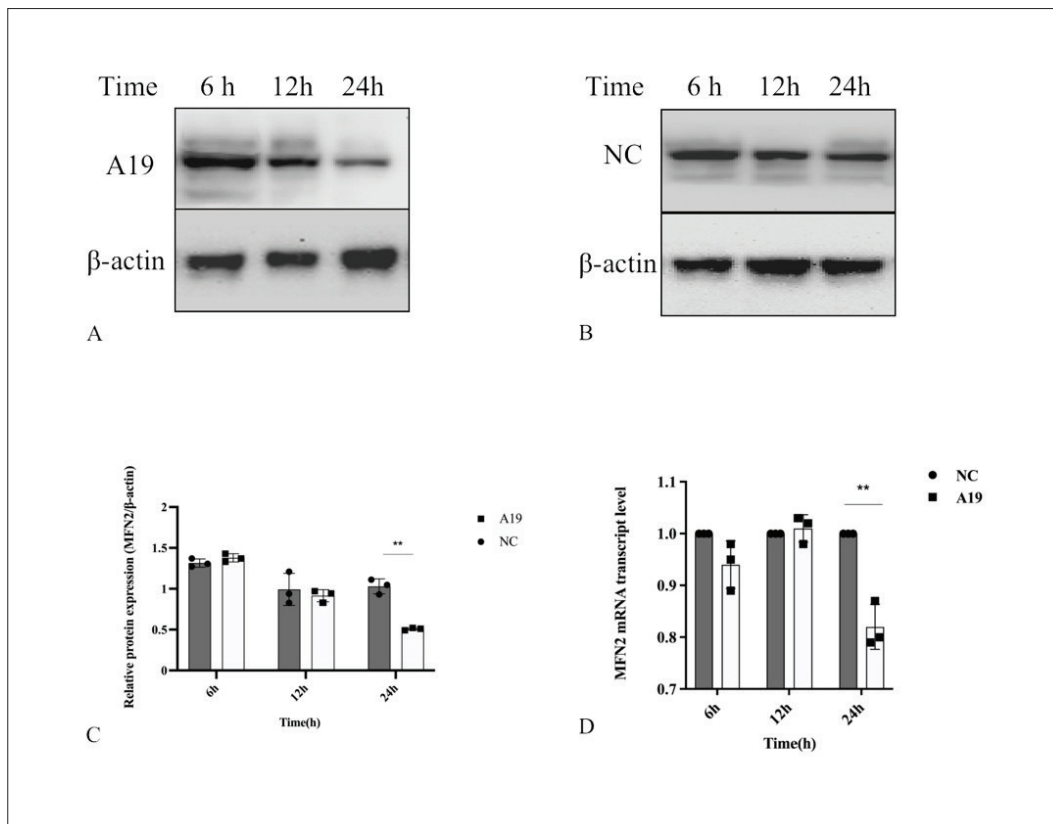 Time 6 h 12h 24h
A19
β-actin
A
Time 6 h 12h 24h
NC
β-actin
B
Relative protein expression (MFN2/β-actin)
2.0
1.5
1
0.5
0
6h
12h
24h
**
Time(h)
A19
NC
C
MFN2 mRNA transcript level
1.1
1.0
0.9
0.8
0.7
6h
12h
24h
**
Time(h)
NC
A19
D